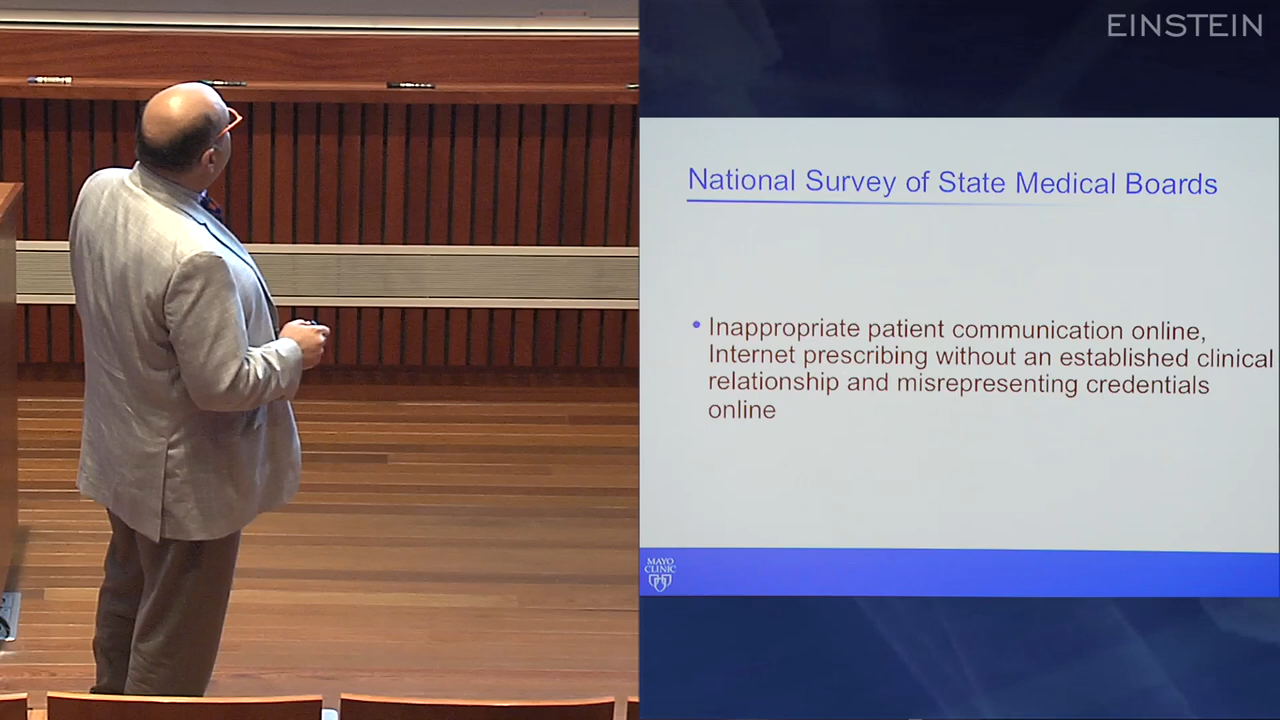 EINSTEIN
National Survey of State Medical Boards
• Inappropriate patient communication online,
Internet prescribing without an established clinical
relationship and misrepresenting credentials
online
MAYO
CLINIC